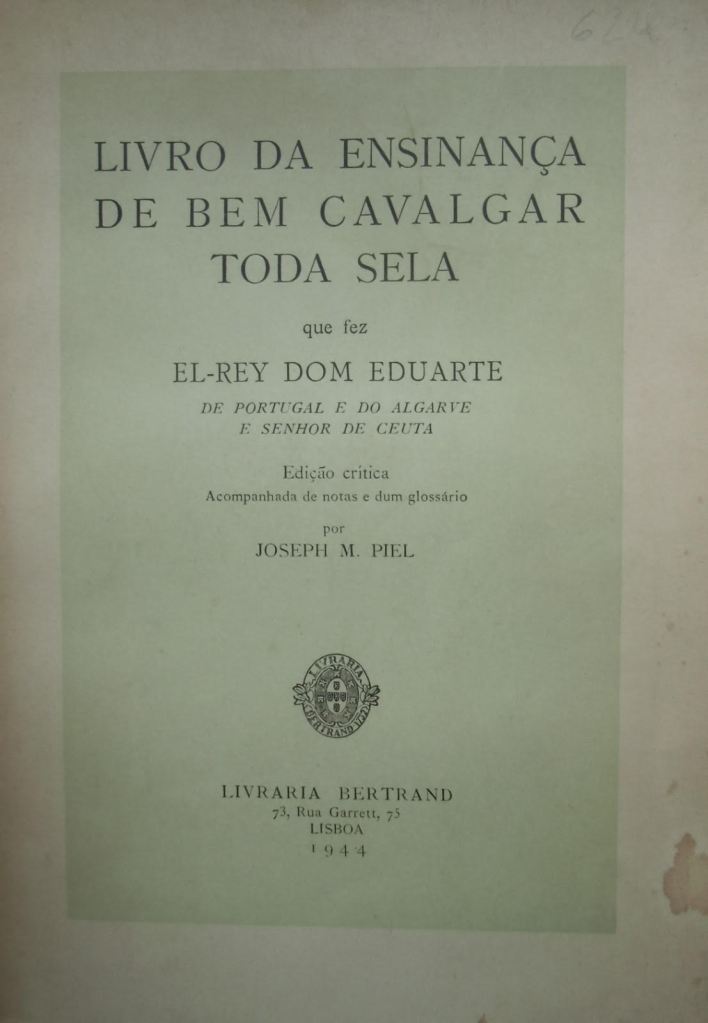 LIVRO DA ENSINANÇA
DE BEM CAVALGAR
TODA SELA
que fez
EL-REY DOM EDUARTE
DE PORTUGAL E DO ALGARVE
E SENHOR DE CEUTA
Edição crítica
Acompanhada de notas e dum glossário
por
JOSEPH M. PIEL
LIVRARIA
BERTRAND
LIVRARIA BERTRAND
73, Rua Garrett, 75
LISBOA
1944